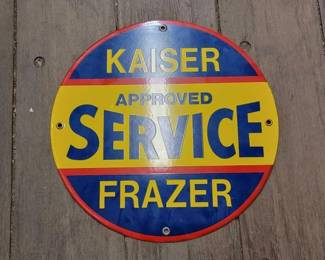 KAISER
APPROVED
SERVICE
FRAZER